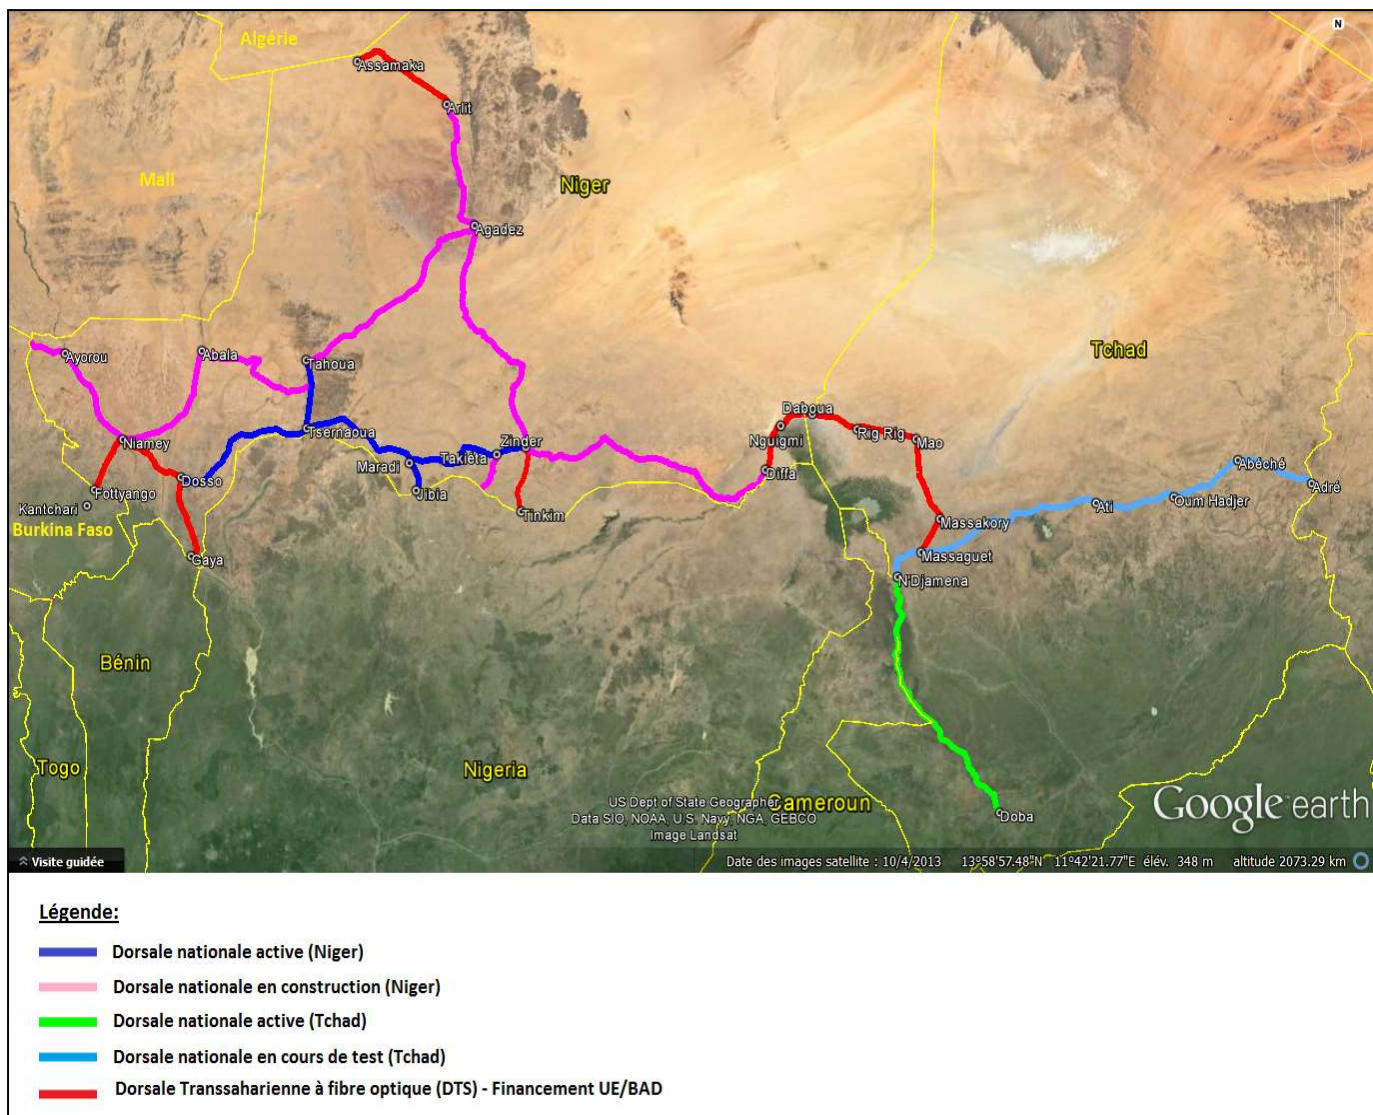 N
Algérie
Assamaka
Arlit
Mali
Niger
Agadez
Tchad
Ayorou
Abala
Tahoua
Daboua
Niamey
Tsernaoua
Zinder
Nguigmi
Rig Rig
Mao
Maradi
Takiéta
Dosso
Diffa
Abéché
Fottyango
Jibia
Adré
Kantchari
Tinkim
Ati
Oum Hadjer
Burkina Faso
Massakory
Gaya
Massaguet
N'Djamena
Bénin
Togo
Nigeria
Cameroun
Doba
US Dept of State Geographer
Data SIO, NOAA, U.S. Navy, NGA, GEBCO
Image Landsat
Google earth
Visite guidée
Date des images satellite : 10/4/2013 13°58'57.48"N 11°42'21.77"E élév. 348 m altitude 2073.29 km
Légende:
Dorsale nationale active (Niger)
Dorsale nationale en construction (Niger)
Dorsale nationale active (Tchad)
Dorsale nationale en cours de test (Tchad)
Dorsale Transsaharienne à fibre optique (DTS) - Financement UE/BAD